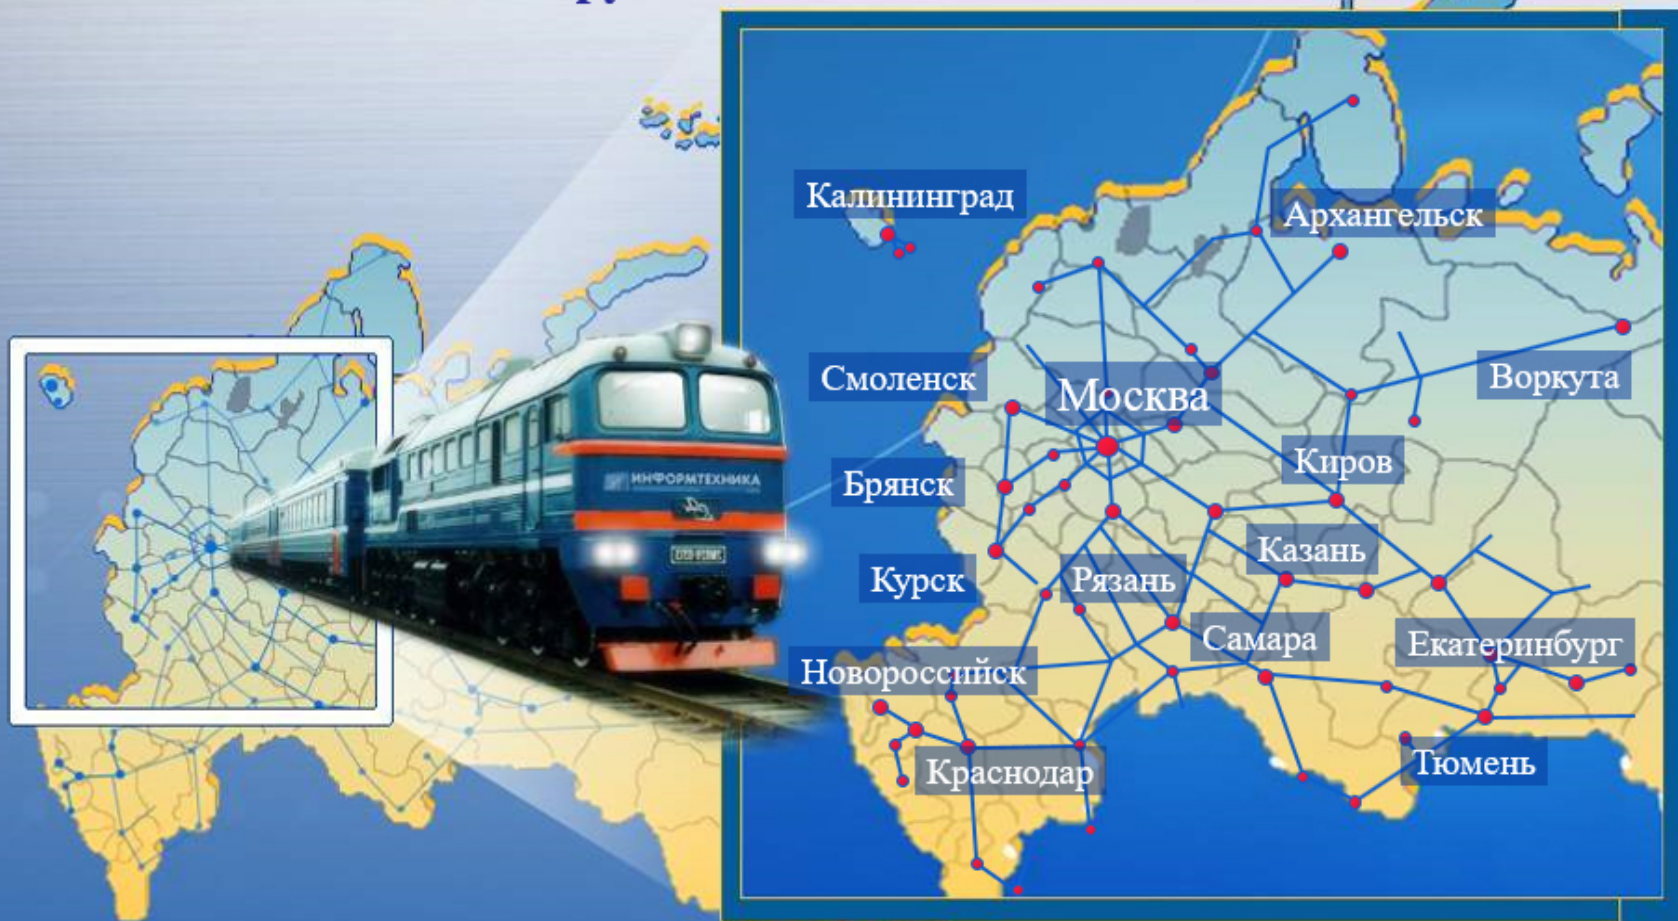 Калининград
Архангельск
Смоленск
Москва
Воркута
Брянск
Киров
Казань
Курск
Рязань
Самара
Екатеринбург
Новороссийск
Краснодар
Тюмень
ИНФОРМТЕХНИКА